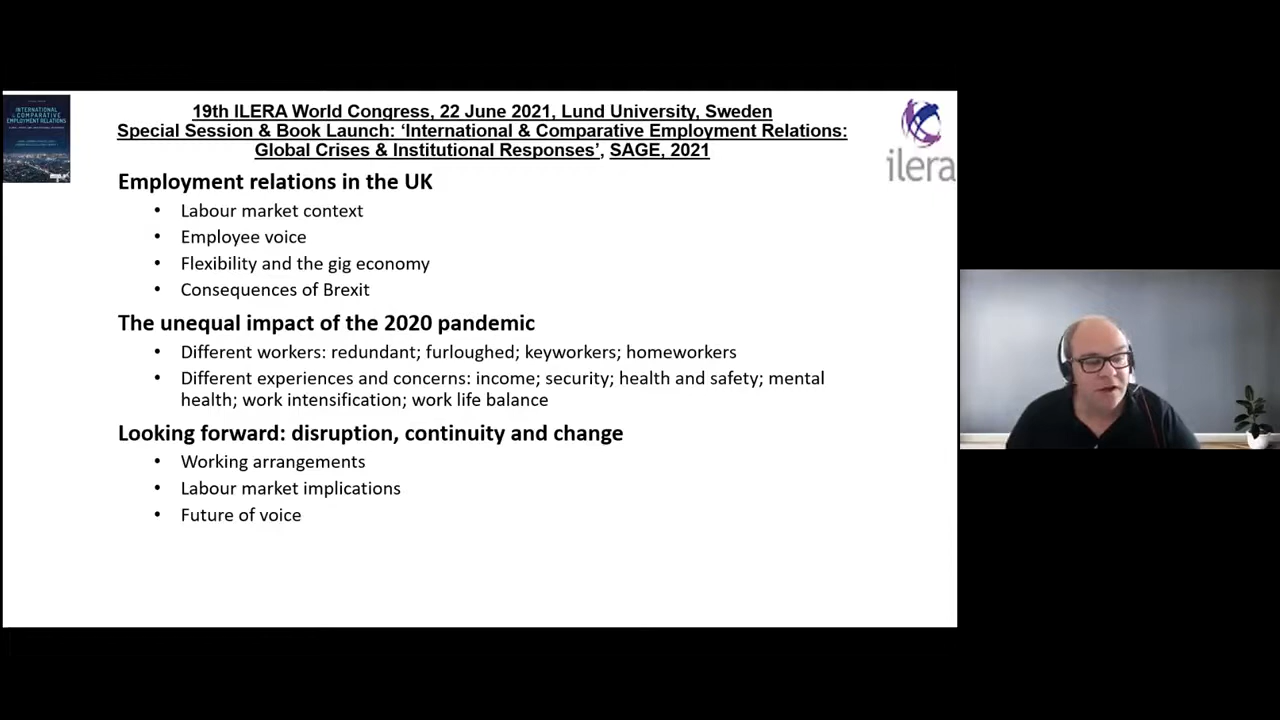 19th ILERA World Congress, 22 June 2021, Lund University, Sweden
Special Session & Book Launch: ‘International & Comparative Employment Relations:
Global Crises & Institutional Responses’, SAGE, 2021
INTERNATIONAL
& COMPARATIVE
EMPLOYMENT RELATIONS
ilera
Employment relations in the UK
• Labour market context
• Employee voice
• Flexibility and the gig economy
• Consequences of Brexit
The unequal impact of the 2020 pandemic
• Different workers: redundant; furloughed; keyworkers; homeworkers
• Different experiences and concerns: income; security; health and safety; mental
health; work intensification; work life balance
Looking forward: disruption, continuity and change
• Working arrangements
• Labour market implications
• Future of voice